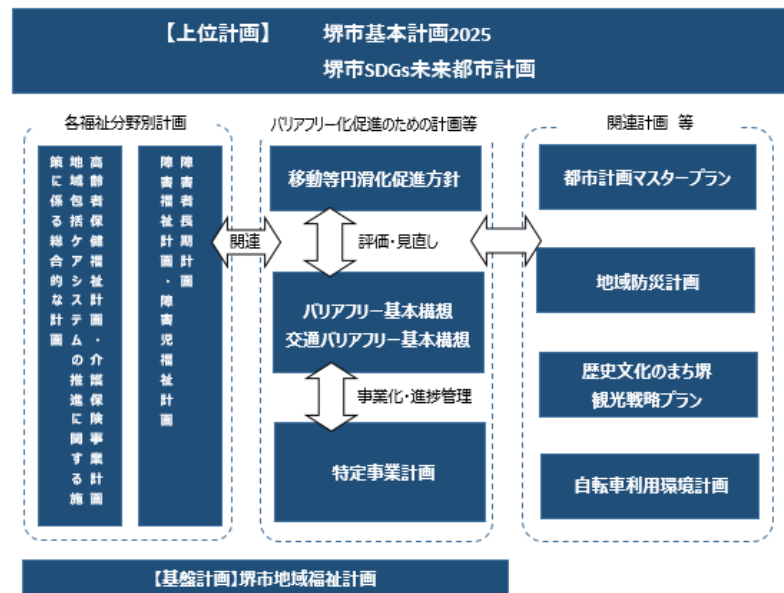 【上位計画】 堺市基本計画2025
堺市SDGs未来都市計画
各福祉分野別計画
高齢者保健福祉計画・介護保険事業計画
地域包括ケアシステムの推進に関する施
策に係る総合的な計画
障害者長期計画
障害福祉計画・障害児福祉計画
関連
バリアフリー化促進のための計画等
移動等円滑化促進方針
評価・見直し
バリアフリー基本構想
交通バリアフリー基本構想
事業化・進捗管理
特定事業計画
関連計画 等
都市計画マスタープラン
地域防災計画
歴史文化のまち堺
観光戦略プラン
自転車利用環境計画
【基盤計画】堺市地域福祉計画